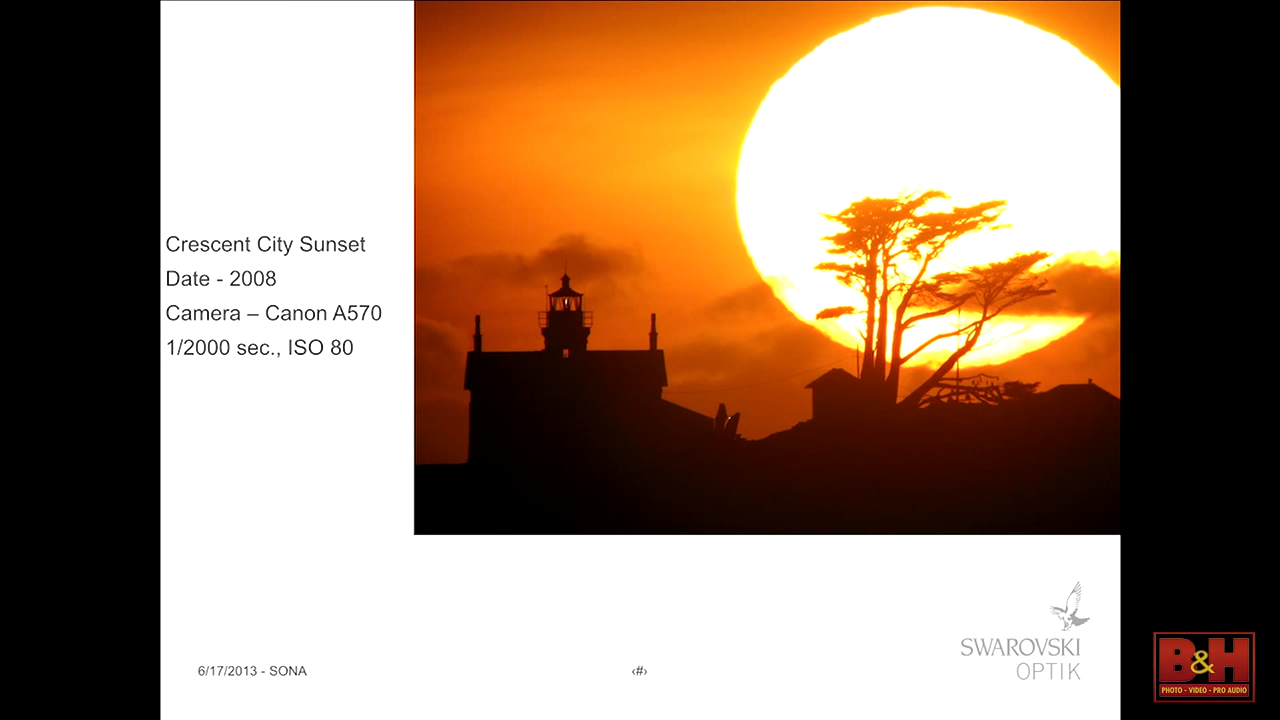 Crescent City Sunset
Date - 2008
Camera – Canon A570
1/2000 sec., ISO 80
6/17/2013 - SONA
‹#›
SWAROVSKI
OPTIK
B&H
PHOTO - VIDEO - PRO AUDIO